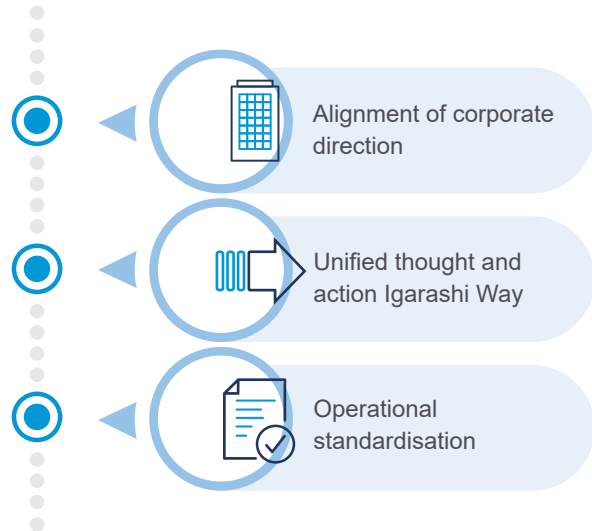 Alignment of corporate
direction
Unified thought and
action Igarashi Way
Operational
standardisation